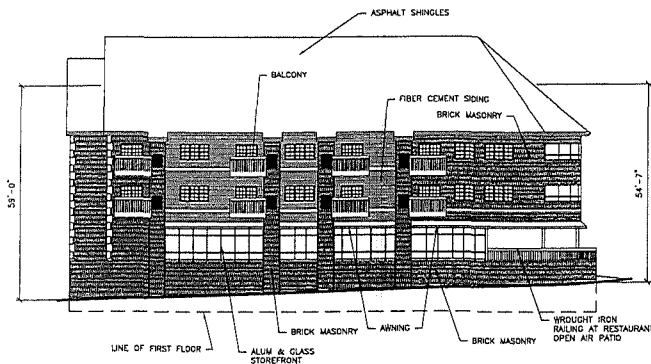 ASPHALT SHINGLES
BALCONY
FIBER CEMENT SIDING
BRICK MASONRY
59'-0"
54'-7"
WROUGHT IRON
RAILING AT RESTAURANT
OPEN AIR PATIO
BRICK MASONRY
AWNING
BRICK MASONRY
LINE OF FIRST FLOOR
ALUM & GLASS
STOREFRONT